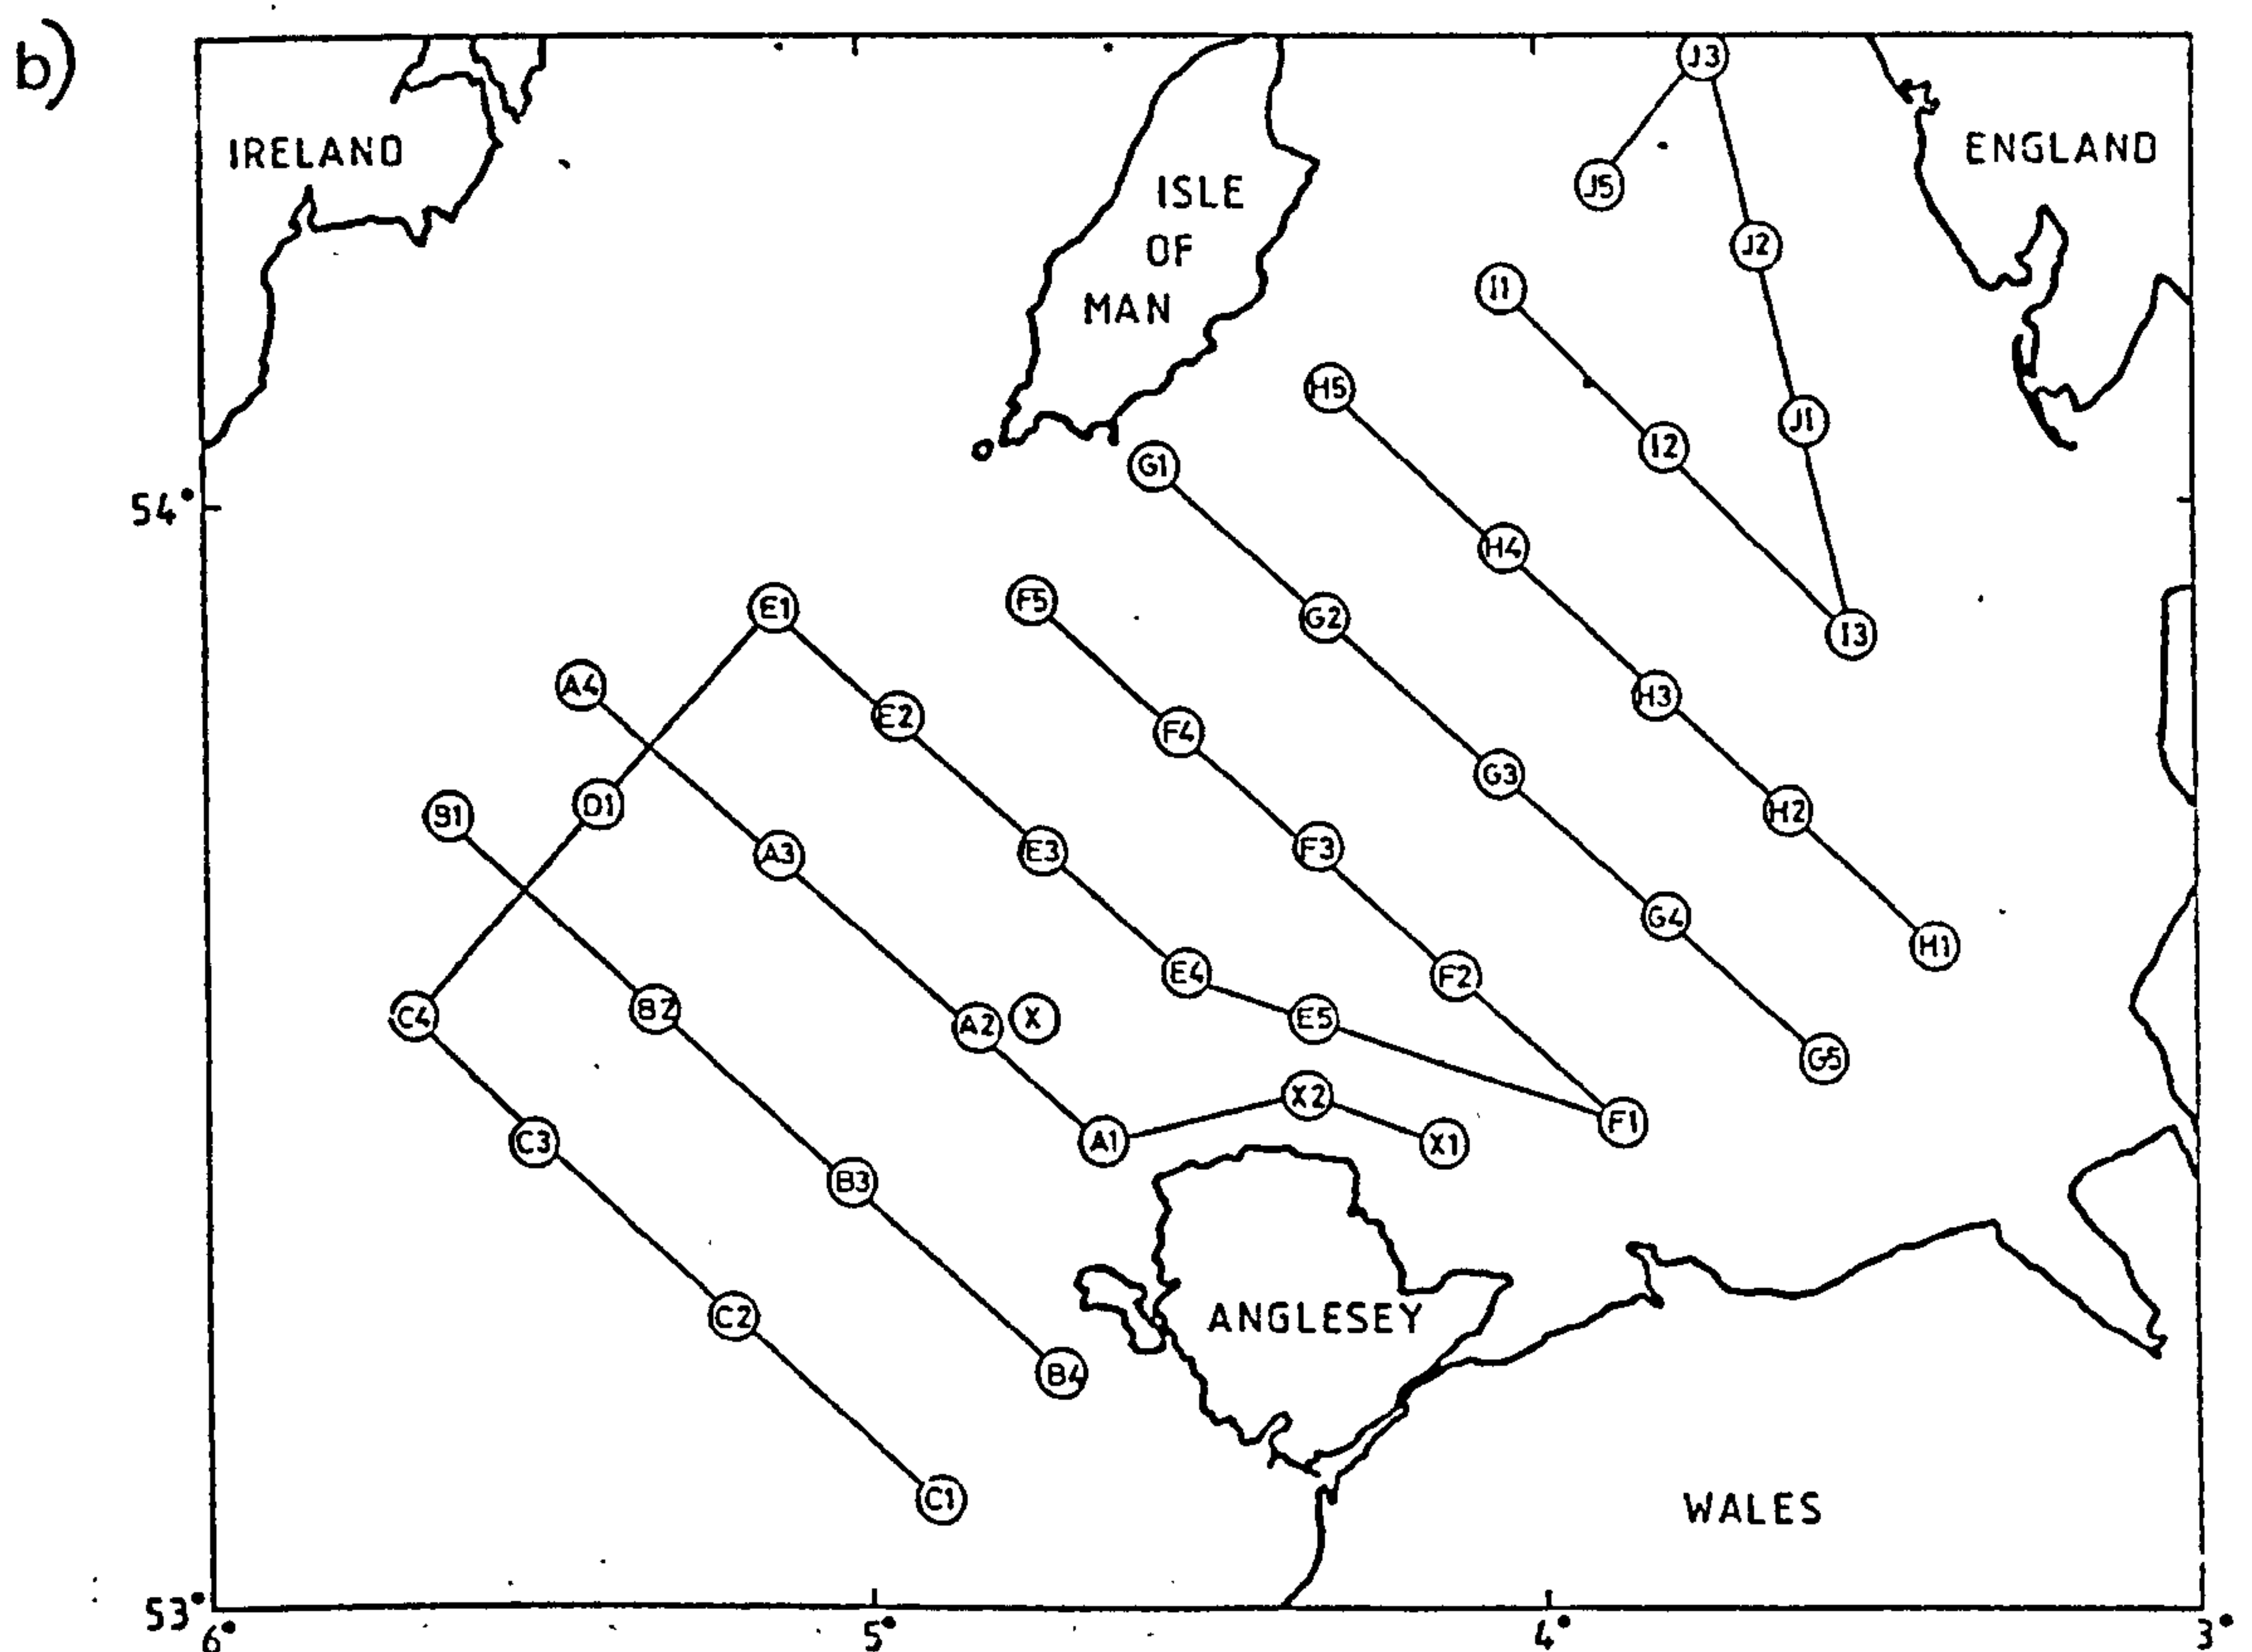 b)
J3
IRELAND
ENGLAND
ISLE
OF
MAN
J5
J2
I1
H5
J1
I2
G1
54°
H4
F5
E1
G2
I3
A4
H3
E2
F4
G3
D1
B1
H2
F3
E3
A3
G4
H1
E4
F2
B2
C4
A2
X
E5
G5
X2
F1
C3
A1
X1
B3
C2
ANGLESEY
B4
C1
WALES
53°
6°
5°
4°
3°